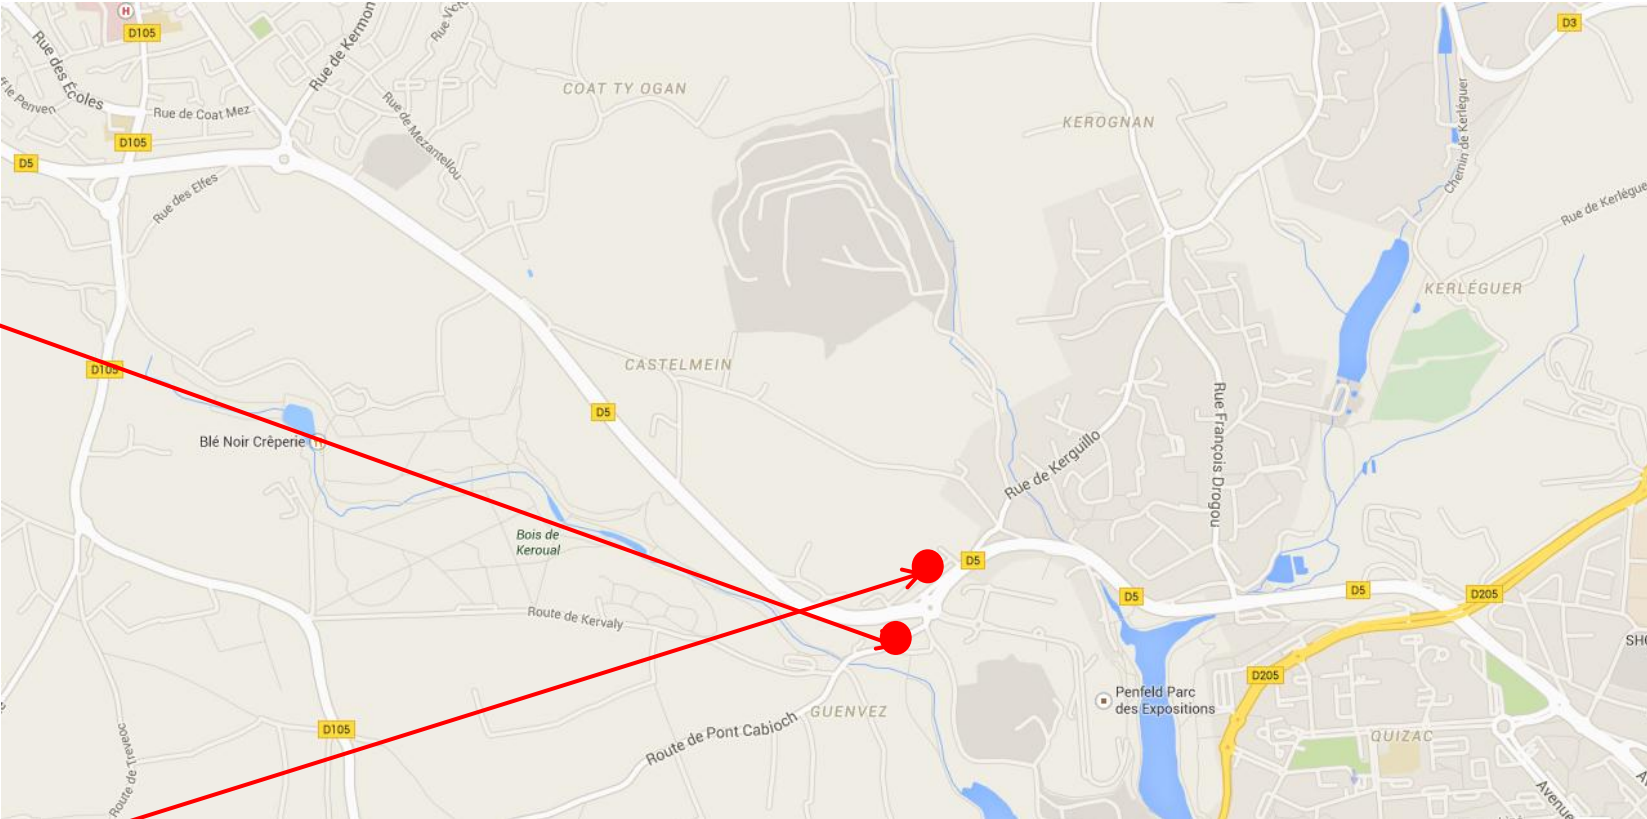 H
D105
Rue des Écoles
Rue de Kermon
COAT TY OGAN
D3
Rue de Coat Mez
Rue de Mezantellou
KEROGNAN
Chemin de Kerléguer
D105
D5
Rue des Elfes
Rue de Kerlégue
KERLÉGUER
D105
CASTELMEIN
D5
Blé Noir Crêperie
Rue de Kerguillo
Rue François Drogou
Bois de
Keroual
D5
D5
D5
D205
Route de Kervaly
SH
D205
Penfeld Parc
des Expositions
GUENVEZ
Route de Pont Cabioch
D105
Route de Treveoc
QUIZAC
Avenue